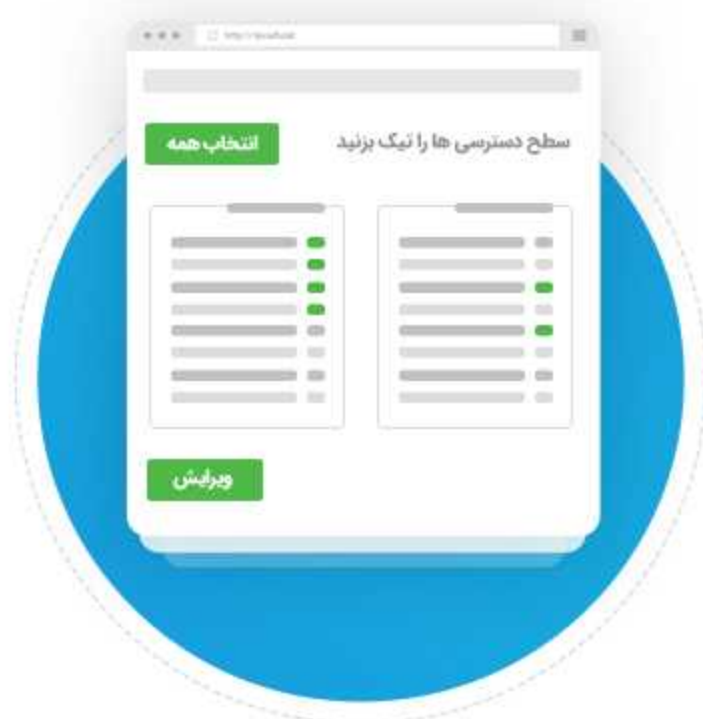 سطح دسترسی ها را تیک بزنید
انتخاب همه
ویرایش